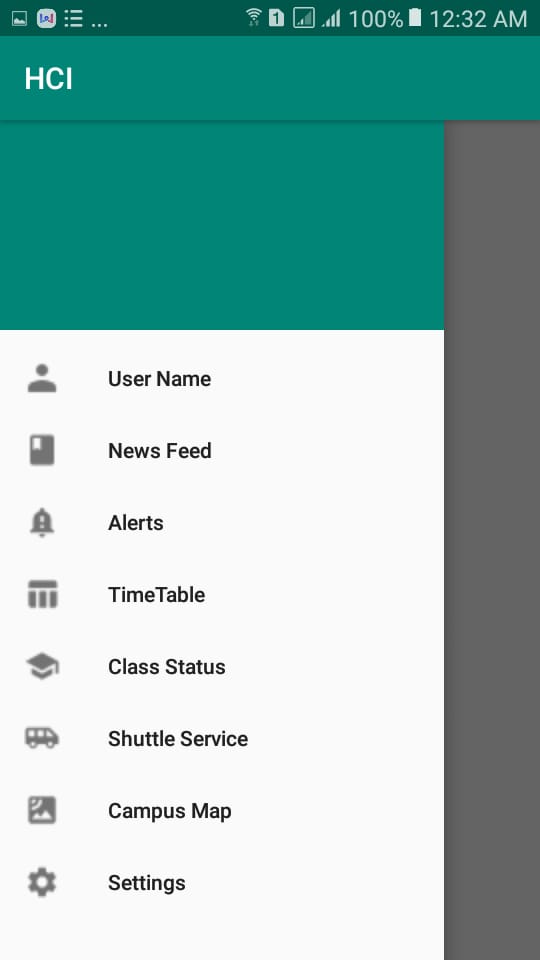 ... 1 100% 12:32 AM
HCI
User Name
News Feed
Alerts
TimeTable
Class Status
Shuttle Service
Campus Map
Settings